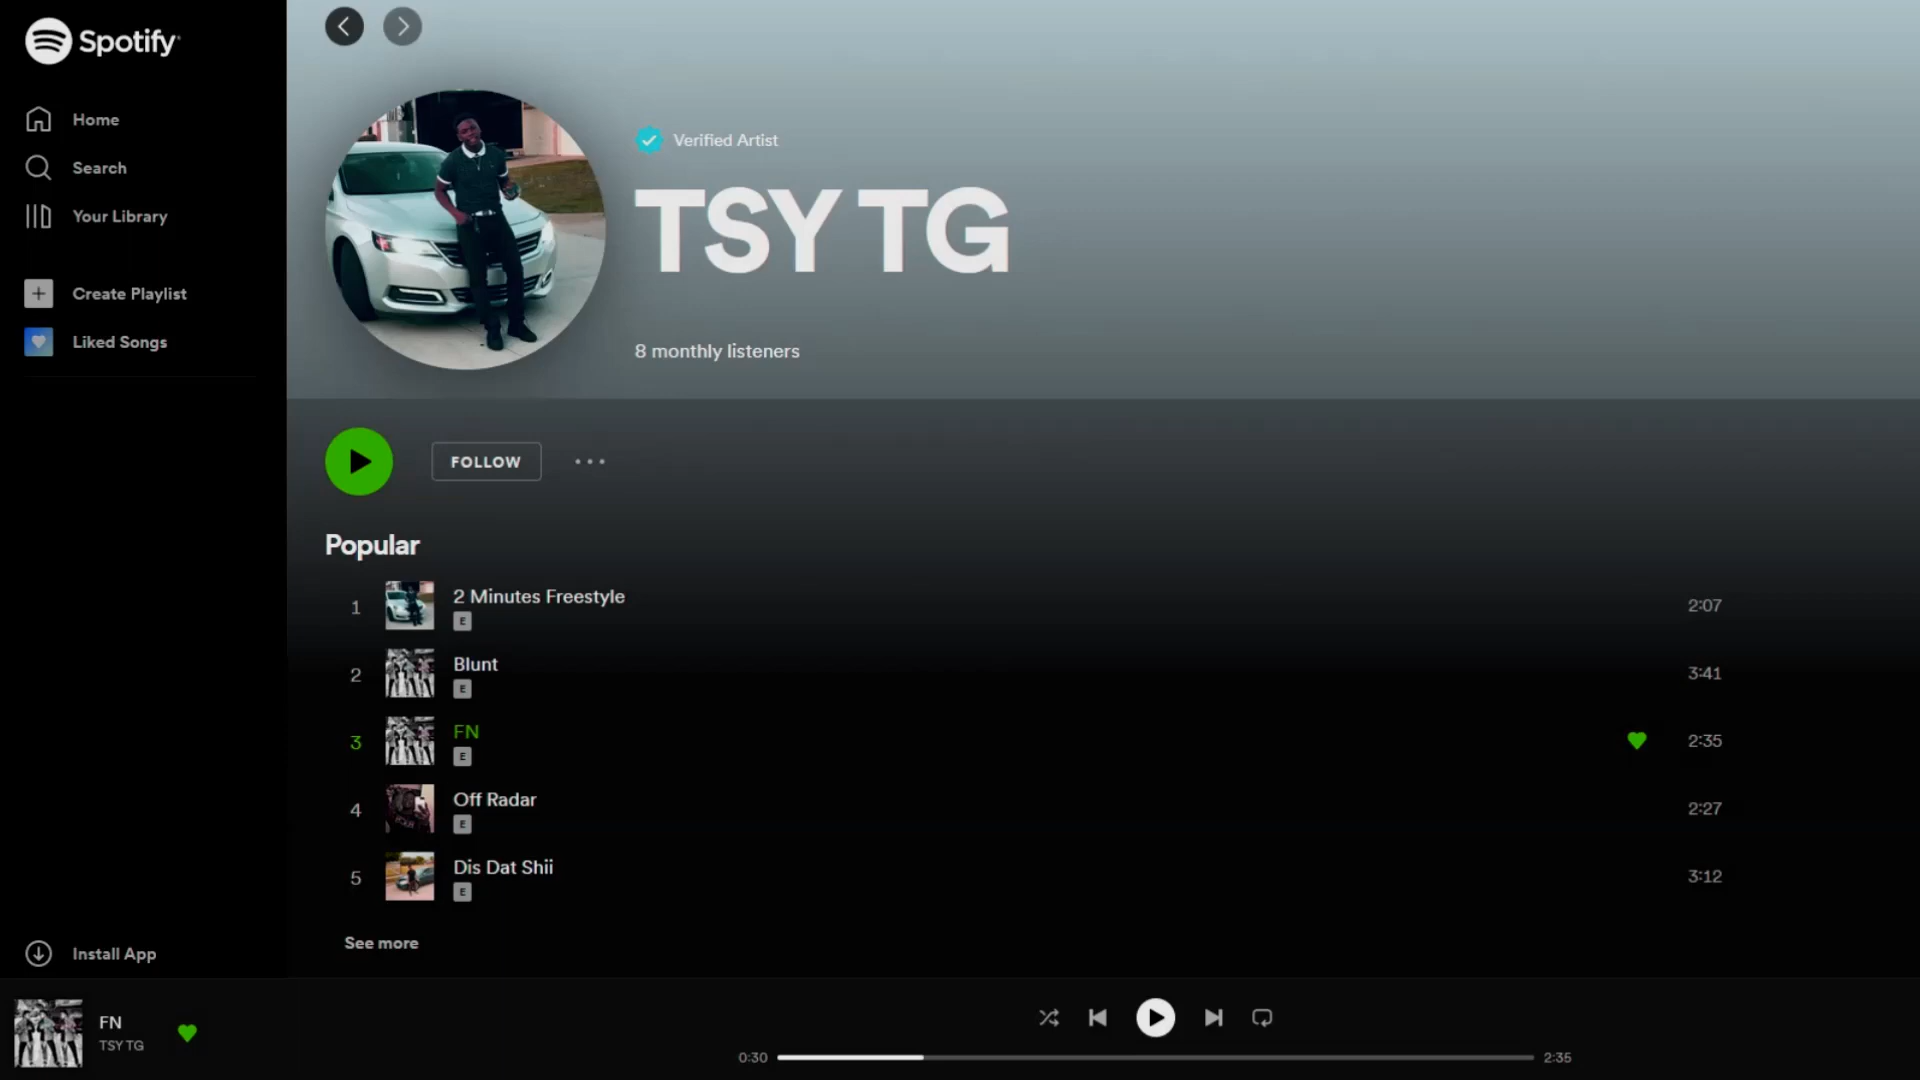 Spotify
Home
Search
Your Library
Create Playlist
Liked Songs
Install App
Verified Artist
TSY TG
8 monthly listeners
FOLLOW
Popular
1 2 Minutes Freestyle 2:07
E
2 Blunt 3:41
E
3 FN 2:35
E
4 Off Radar 2:27
E
5 Dis Dat Shii 3:12
E
See more
FN
TSY TG
0:30 2:35